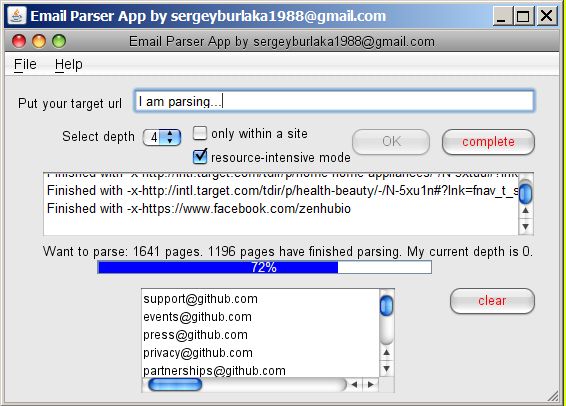 Email Parser App by sergeyburlaka1988@gmail.com
Email Parser App by sergeyburlaka1988@gmail.com
File Help
Put your target url I am parsing...
Select depth 4 only within a site OK complete
resource-intensive mode
Finished with -x-http://intl.target.com/tdir/p/home-home-appliances/-/N-5xtdui?lnk=
Finished with -x-http://intl.target.com/tdir/p/health-beauty/-/N-5xu1n#?lnk=fnav_t_s
Finished with -x-https://www.facebook.com/zenhubio
Want to parse: 1641 pages. 1196 pages have finished parsing. My current depth is 0.
72%
support@github.com clear
events@github.com
press@github.com
privacy@github.com
partnerships@github.com